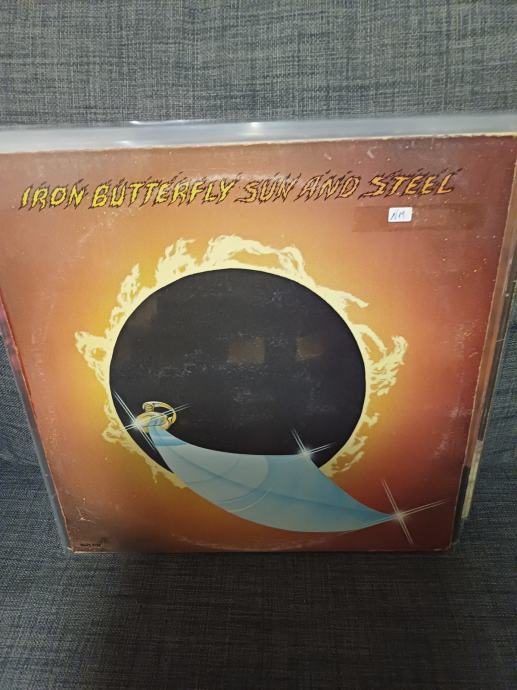 IRON BUTTERFLY SUN AND STEEL
NM